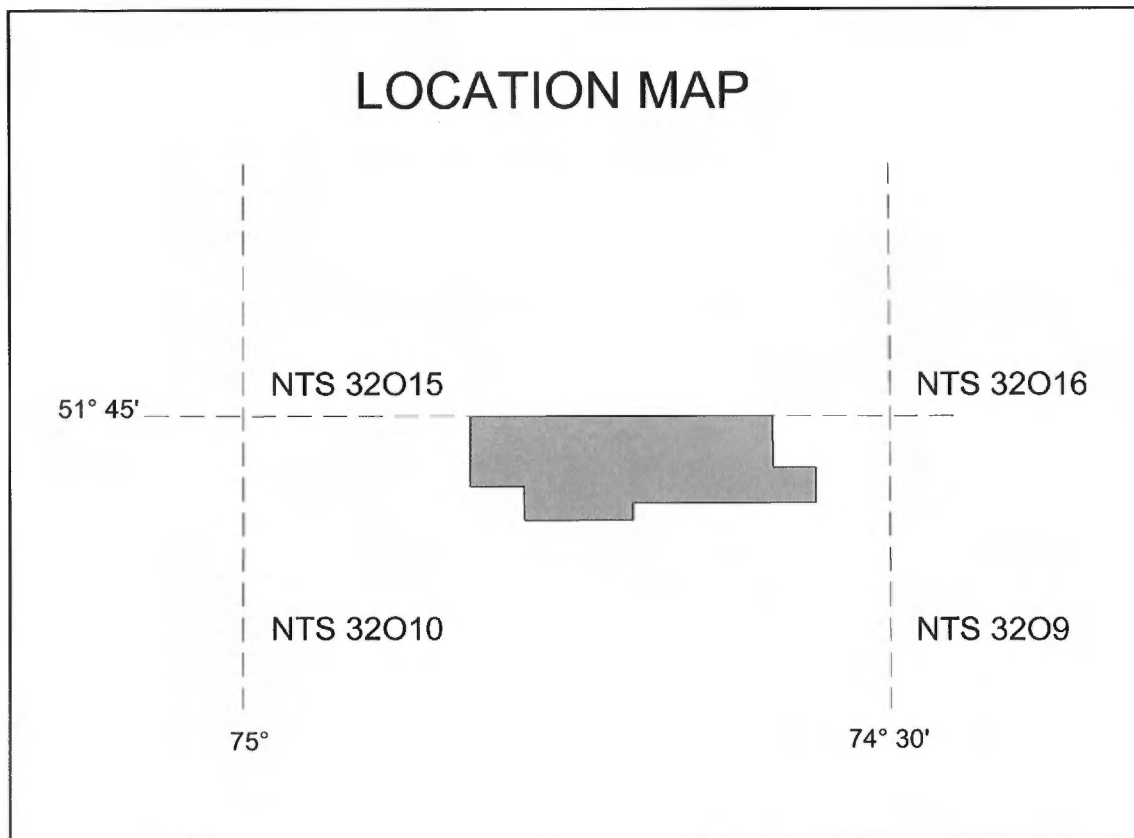 LOCATION MAP
NTS 32O15
NTS 32O16
51° 45'
NTS 32O10
NTS 32O9
75°
74° 30'